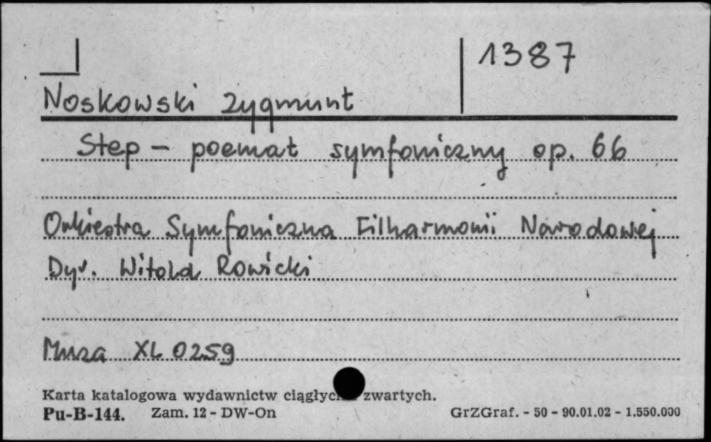 1387
Noskowski Zygmunt
Step - poemat symfoniczny op. 66
Orkiestra Symfoniczna Filharmonii Narodowej
Dyr. Witold Rowicki
Muza XL 0259
Karta katalogowa wydawnictw ciągłych zwartych.
Pu-B-144. Zam. 12 - DW-On GrZGraf. - 50 - 90.01.02 - 1.550.000